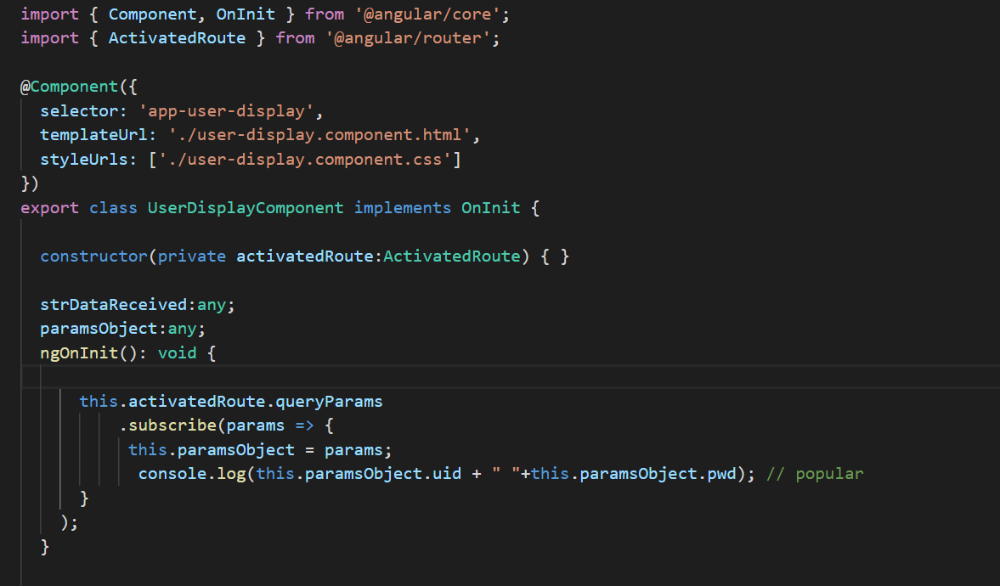 import { Component, OnInit } from '@angular/core';
import { ActivatedRoute } from '@angular/router';
@Component({
selector: 'app-user-display',
templateUrl: './user-display.component.html',
styleUrls: ['./user-display.component.css']
})
export class UserDisplayComponent implements OnInit {
constructor(private activatedRoute:ActivatedRoute) { }
strDataReceived:any;
paramsObject:any;
ngOnInit(): void {
this.activatedRoute.queryParams
.subscribe(params => {
this.paramsObject = params;
console.log(this.paramsObject.uid + " "+this.paramsObject.pwd); // popular
}
);
}